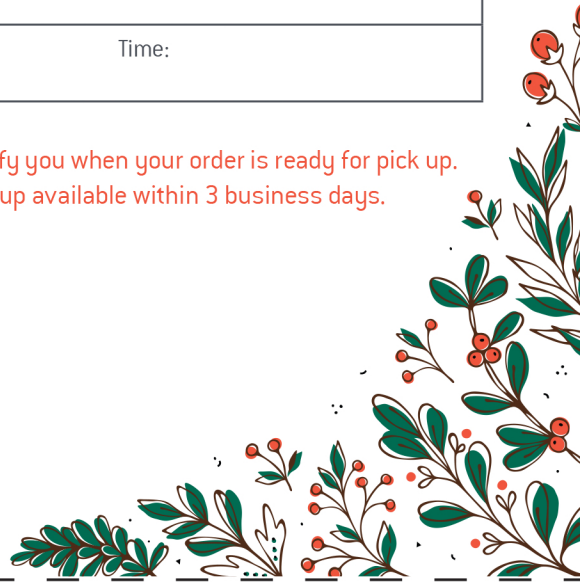 Time:
fy you when your order is ready for pick up.
up available within 3 business days.